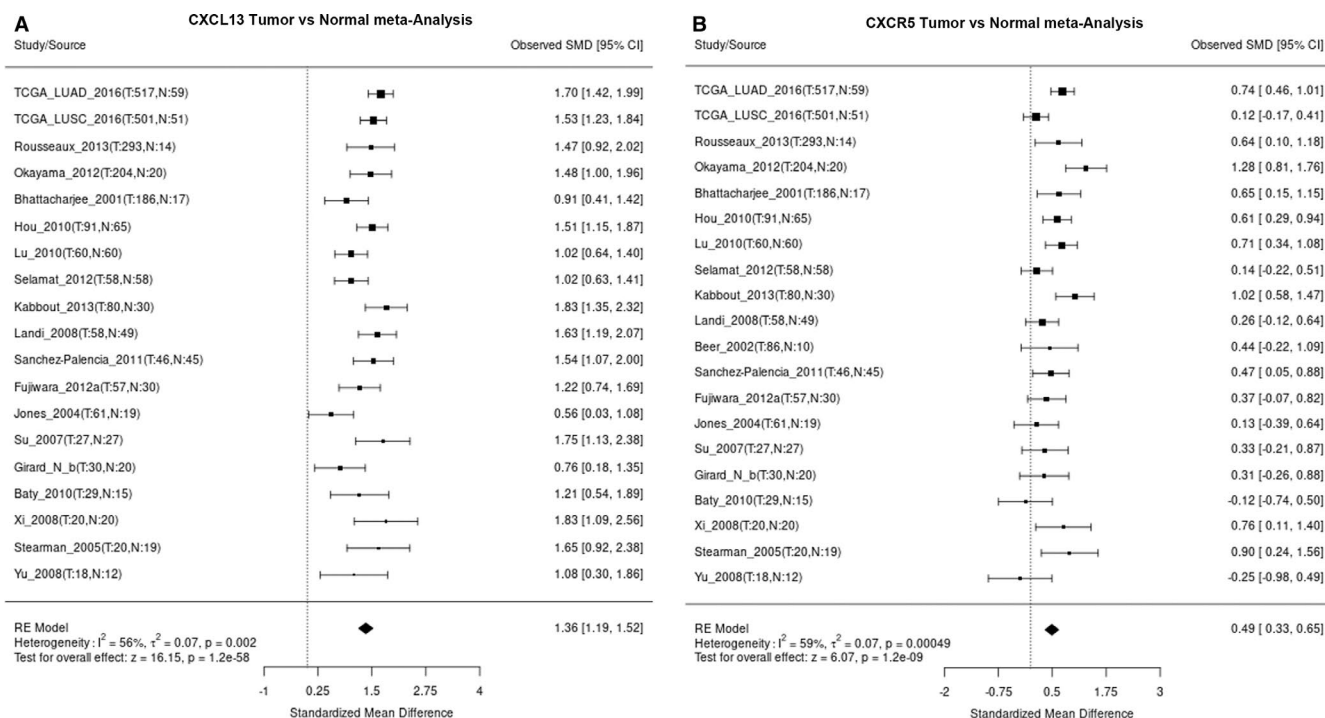 A
CXCL13 Tumor vs Normal meta-Analysis
Study/Source Observed SMD [95% CI]
TCGA_LUAD_2016(T:517,N:59) 1.70 [1.42, 1.99]
TCGA_LUSC_2016(T:501,N:51) 1.53 [1.23, 1.84]
Rousseaux_2013(T:293,N:14) 1.47 [0.92, 2.02]
Okayama_2012(T:204,N:20) 1.48 [1.00, 1.96]
Bhattacharjee_2001(T:186,N:17) 0.91 [0.41, 1.42]
Hou_2010(T:91,N:65) 1.51 [1.15, 1.87]
Lu_2010(T:60,N:60) 1.02 [0.64, 1.40]
Selamat_2012(T:58,N:58) 1.02 [0.63, 1.41]
Kabbout_2013(T:80,N:30) 1.83 [1.35, 2.32]
Landi_2008(T:58,N:49) 1.63 [1.19, 2.07]
Sanchez-Palencia_2011(T:46,N:45) 1.54 [1.07, 2.00]
Fujiwara_2012a(T:57,N:30) 1.22 [0.74, 1.69]
Jones_2004(T:61,N:19) 0.56 [0.03, 1.08]
Su_2007(T:27,N:27) 1.75 [1.13, 2.38]
Girard_N_b(T:30,N:20) 0.76 [0.18, 1.35]
Baty_2010(T:29,N:15) 1.21 [0.54, 1.89]
Xi_2008(T:20,N:20) 1.83 [1.09, 2.56]
Stearman_2005(T:20,N:19) 1.65 [0.92, 2.38]
Yu_2008(T:18,N:12) 1.08 [0.30, 1.86]
RE Model 1.36 [1.19, 1.52]
Heterogeneity : I² = 56%, τ² = 0.07, p = 0.002
Test for overall effect: z = 16.15, p = 1.2e-58
-1 0.25 1.5 2.75 4
Standardized Mean Difference
B
CXCR5 Tumor vs Normal meta-Analysis
Study/Source Observed SMD [95% CI]
TCGA_LUAD_2016(T:517,N:59) 0.74 [ 0.46, 1.01]
TCGA_LUSC_2016(T:501,N:51) 0.12 [-0.17, 0.41]
Rousseaux_2013(T:293,N:14) 0.64 [ 0.10, 1.18]
Okayama_2012(T:204,N:20) 1.28 [ 0.81, 1.76]
Bhattacharjee_2001(T:186,N:17) 0.65 [ 0.15, 1.15]
Hou_2010(T:91,N:65) 0.61 [ 0.29, 0.94]
Lu_2010(T:60,N:60) 0.71 [ 0.34, 1.08]
Selamat_2012(T:58,N:58) 0.14 [-0.22, 0.51]
Kabbout_2013(T:80,N:30) 1.02 [ 0.58, 1.47]
Landi_2008(T:58,N:49) 0.26 [-0.12, 0.64]
Beer_2002(T:86,N:10) 0.44 [-0.22, 1.09]
Sanchez-Palencia_2011(T:46,N:45) 0.47 [ 0.05, 0.88]
Fujiwara_2012a(T:57,N:30) 0.37 [-0.07, 0.82]
Jones_2004(T:61,N:19) 0.13 [-0.39, 0.64]
Su_2007(T:27,N:27) 0.33 [-0.21, 0.87]
Girard_N_b(T:30,N:20) 0.31 [-0.26, 0.88]
Baty_2010(T:29,N:15) -0.12 [-0.74, 0.50]
Xi_2008(T:20,N:20) 0.76 [ 0.11, 1.40]
Stearman_2005(T:20,N:19) 0.90 [ 0.24, 1.56]
Yu_2008(T:18,N:12) -0.25 [-0.98, 0.49]
RE Model 0.49 [ 0.33, 0.65]
Heterogeneity : I² = 59%, τ² = 0.07, p = 0.00049
Test for overall effect: z = 6.07, p = 1.2e-09
-2 -0.75 0.5 1.75 3
Standardized Mean Difference